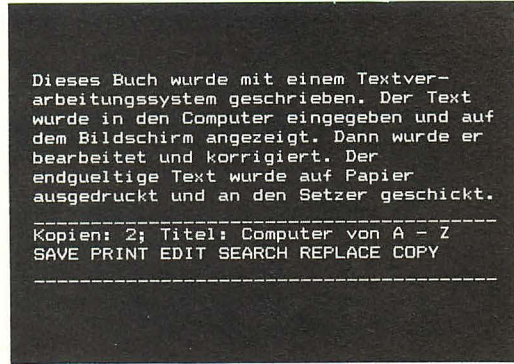 Dieses Buch wurde mit einem Textver-
arbeitungssystem geschrieben. Der Text
wurde in den Computer eingegeben und auf
dem Bildschirm angezeigt. Dann wurde er
bearbeitet und korrigiert. Der
endgueltige Text wurde auf Papier
ausgedruckt und an den Setzer geschickt.
Kopien: 2; Titel: Computer von A - Z
SAVE PRINT EDIT SEARCH REPLACE COPY